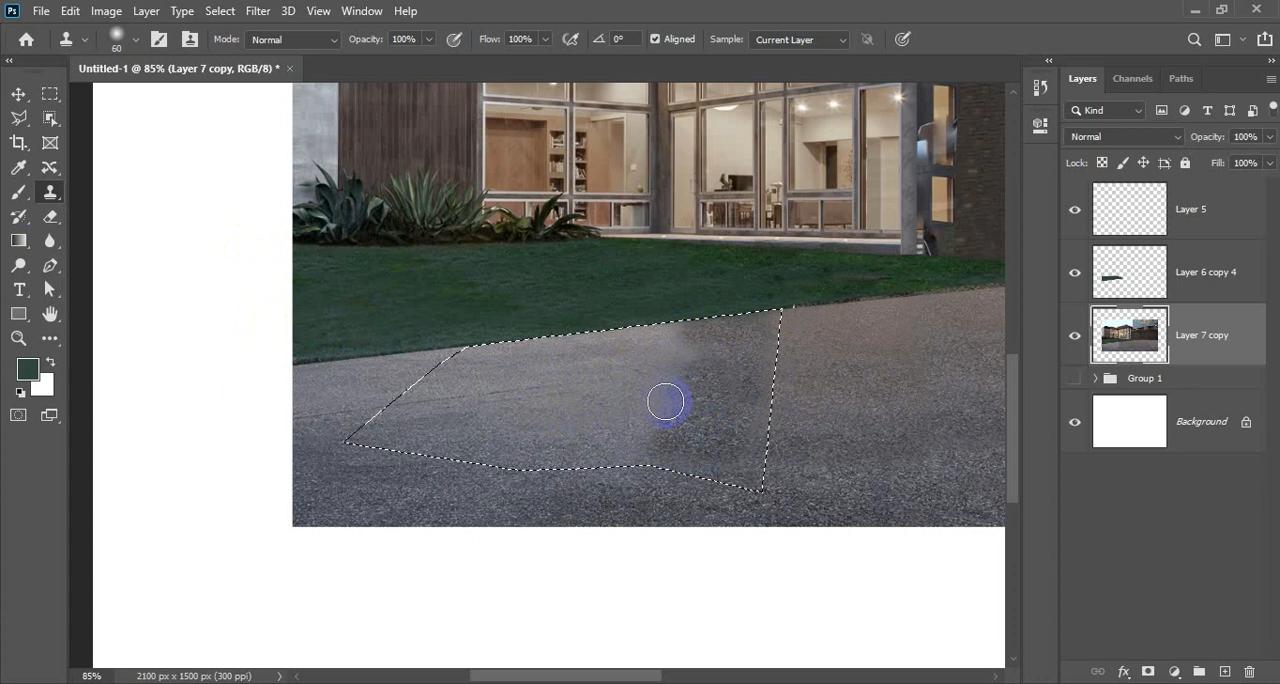 Ps File Edit Image Layer Type Select Filter 3D View Window Help
60 Mode: Normal Opacity: 100% Flow: 100% 0° Aligned Sample: Current Layer
Untitled-1 @ 85% (Layer 7 copy, RGB/8) * ×
Layers Channels Paths
Kind
Normal Opacity: 100%
Lock: Fill: 100%
Layer 5
Layer 6 copy 4
Layer 7 copy
Group 1
Background
85% 2100 px x 1500 px (300 ppi)